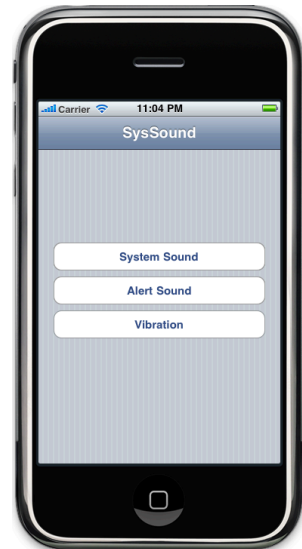 Carrier 11:04 PM
SysSound
System Sound
Alert Sound
Vibration